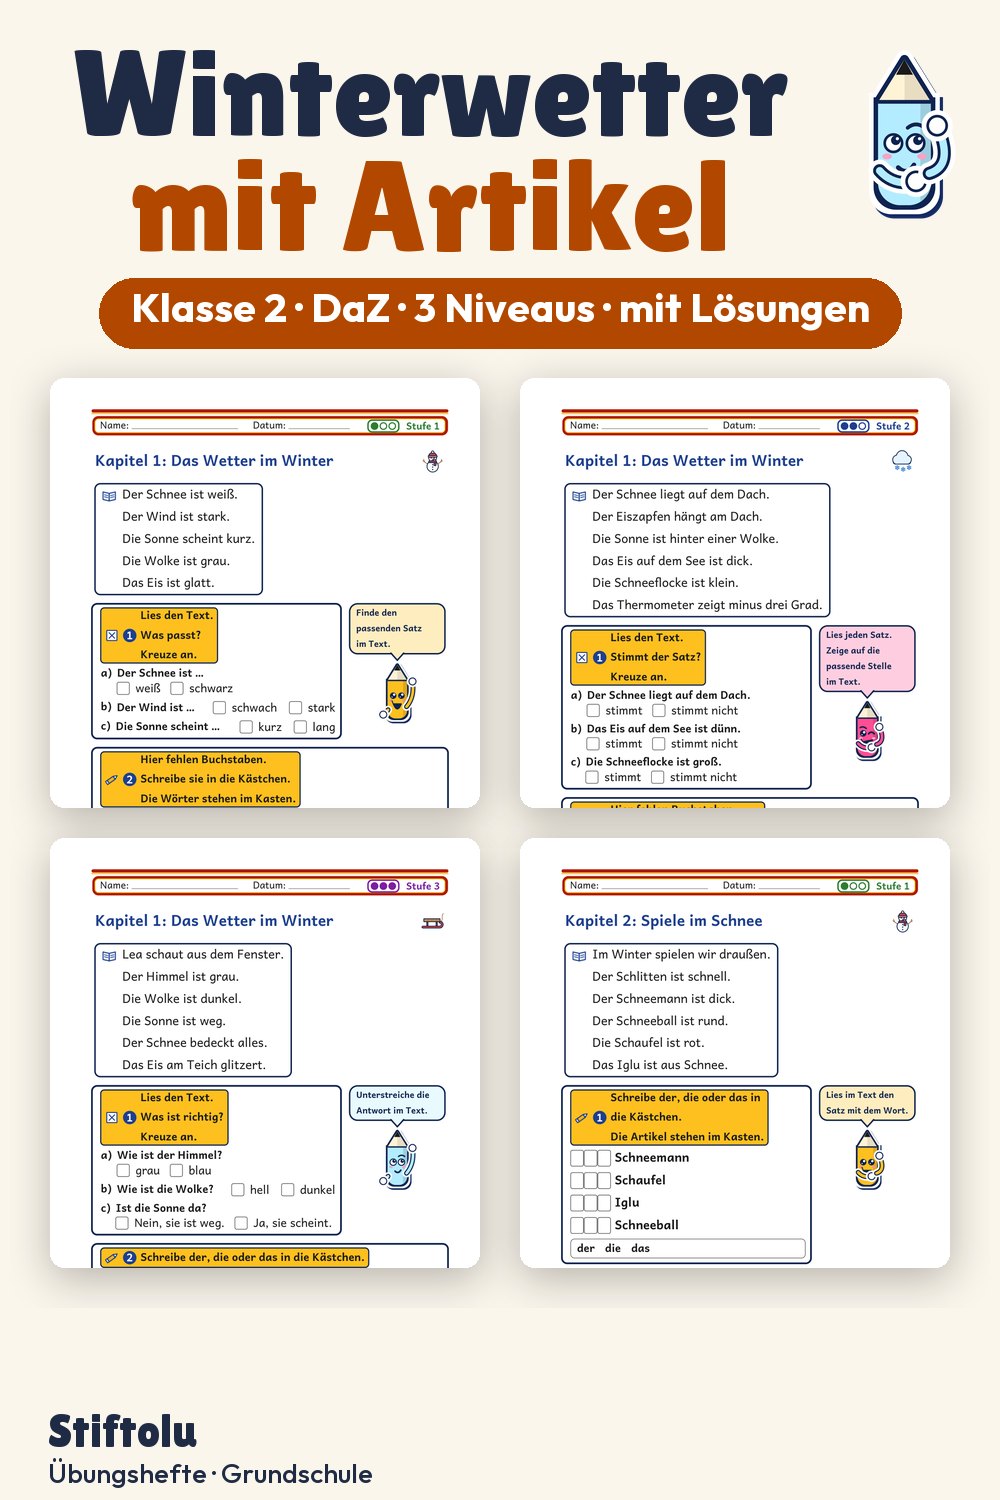 Winterwetter
mit Artikel
Klasse 2 · DaZ · 3 Niveaus · mit Lösungen
Name: Datum: Stufe 1
Kapitel 1: Das Wetter im Winter
Der Schnee ist weiß.
Der Wind ist stark.
Die Sonne scheint kurz.
Die Wolke ist grau.
Das Eis ist glatt.
Lies den Text.
1 Was passt?
Kreuze an.
Finde den
passenden Satz
im Text.
a) Der Schnee ist ...
weiß schwarz
b) Der Wind ist ... schwach stark
c) Die Sonne scheint ... kurz lang
Hier fehlen Buchstaben.
2 Schreibe sie in die Kästchen.
Die Wörter stehen im Kasten.
Name: Datum: Stufe 2
Kapitel 1: Das Wetter im Winter
Der Schnee liegt auf dem Dach.
Der Eiszapfen hängt am Dach.
Die Sonne ist hinter einer Wolke.
Das Eis auf dem See ist dick.
Die Schneeflocke ist klein.
Das Thermometer zeigt minus drei Grad.
Lies den Text.
1 Stimmt der Satz?
Kreuze an.
Lies jeden Satz.
Zeige auf die
passende Stelle
im Text.
a) Der Schnee liegt auf dem Dach.
stimmt stimmt nicht
b) Das Eis auf dem See ist dünn.
stimmt stimmt nicht
c) Die Schneeflocke ist groß.
stimmt stimmt nicht
Hier fehlen Buchstaben.
Name: Datum: Stufe 3
Kapitel 1: Das Wetter im Winter
Lea schaut aus dem Fenster.
Der Himmel ist grau.
Die Wolke ist dunkel.
Die Sonne ist weg.
Der Schnee bedeckt alles.
Das Eis am Teich glitzert.
Lies den Text.
1 Was ist richtig?
Kreuze an.
Unterstreiche die
Antwort im Text.
a) Wie ist der Himmel?
grau blau
b) Wie ist die Wolke? hell dunkel
c) Ist die Sonne da?
Nein, sie ist weg. Ja, sie scheint.
2 Schreibe der, die oder das in die Kästchen.
Name: Datum: Stufe 1
Kapitel 2: Spiele im Schnee
Im Winter spielen wir draußen.
Der Schlitten ist schnell.
Der Schneemann ist dick.
Der Schneeball ist rund.
Die Schaufel ist rot.
Das Iglu ist aus Schnee.
Schreibe der, die oder das in
1 die Kästchen.
Die Artikel stehen im Kasten.
Lies im Text den
Satz mit dem Wort.
Schneemann
Schaufel
Iglu
Schneeball
der die das
Stiftolu
Übungshefte · Grundschule